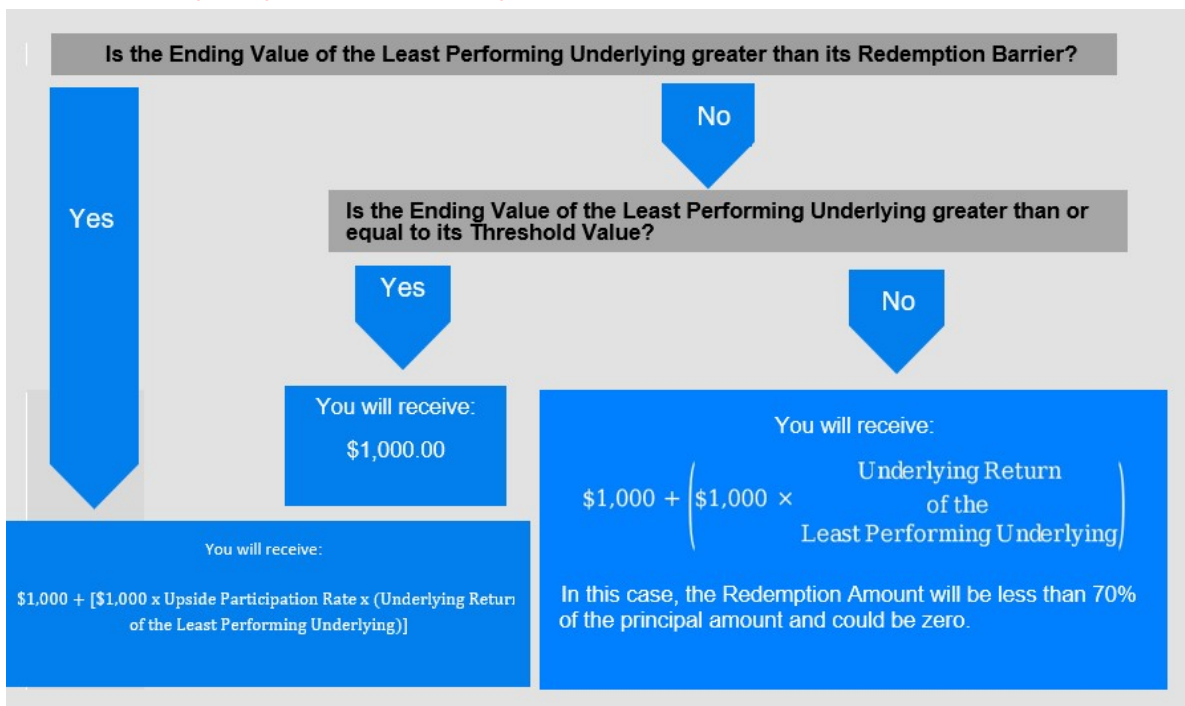 Is the Ending Value of the Least Performing Underlying greater than its Redemption Barrier?
No
Yes
Is the Ending Value of the Least Performing Underlying greater than or
equal to its Threshold Value?
Yes
No
You will receive:
$1,000.00
You will receive:
$1,000 + ($1,000 × Underlying Return
of the
Least Performing Underlying)
In this case, the Redemption Amount will be less than 70%
of the principal amount and could be zero.
You will receive:
$1,000 + [$1,000 x Upside Participation Rate x (Underlying Return
of the Least Performing Underlying)]